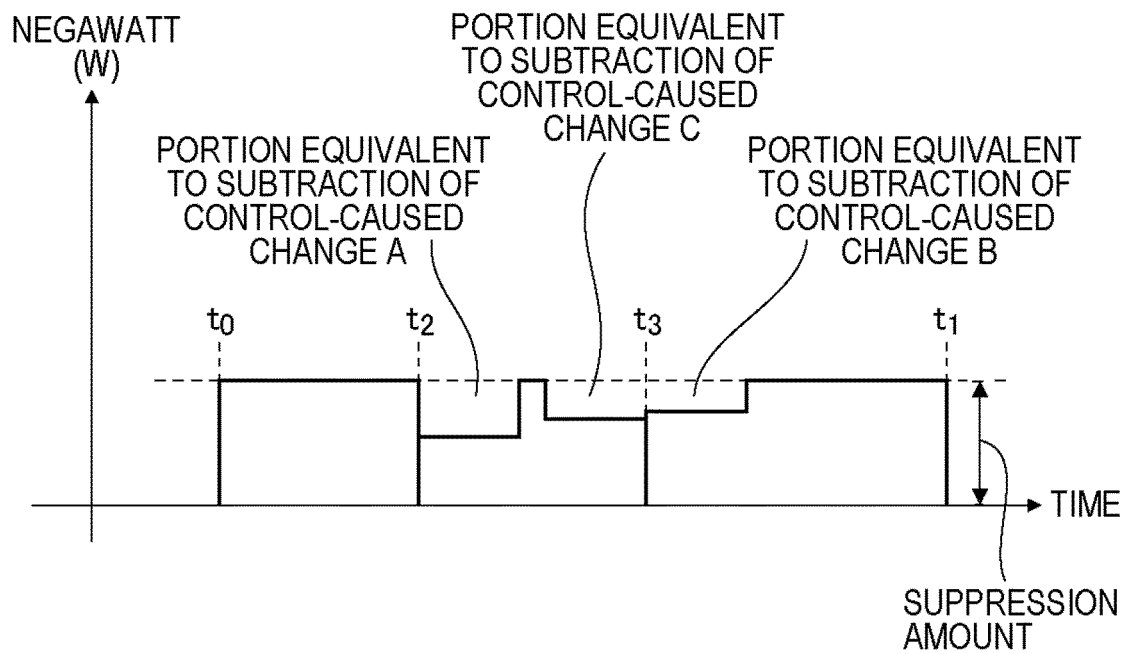 NEGAWATT
(W)
PORTION EQUIVALENT
TO SUBTRACTION OF
CONTROL-CAUSED
CHANGE C
PORTION EQUIVALENT
TO SUBTRACTION OF
CONTROL-CAUSED
CHANGE A
PORTION EQUIVALENT
TO SUBTRACTION OF
CONTROL-CAUSED
CHANGE B
t0
t2
t3
t1
TIME
SUPPRESSION
AMOUNT